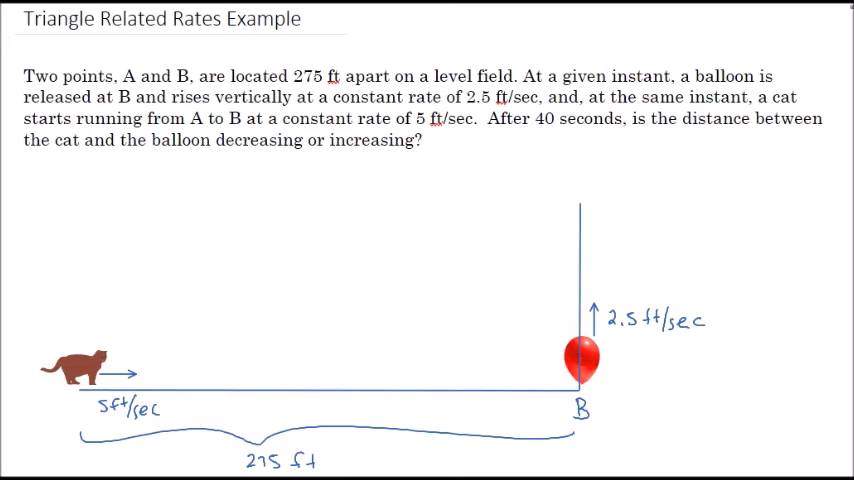 Triangle Related Rates Example
Two points, A and B, are located 275 ft apart on a level field. At a given instant, a balloon is
released at B and rises vertically at a constant rate of 2.5 ft/sec, and, at the same instant, a cat
starts running from A to B at a constant rate of 5 ft/sec. After 40 seconds, is the distance between
the cat and the balloon decreasing or increasing?
2.5 ft/sec
5ft/sec
B
275 ft